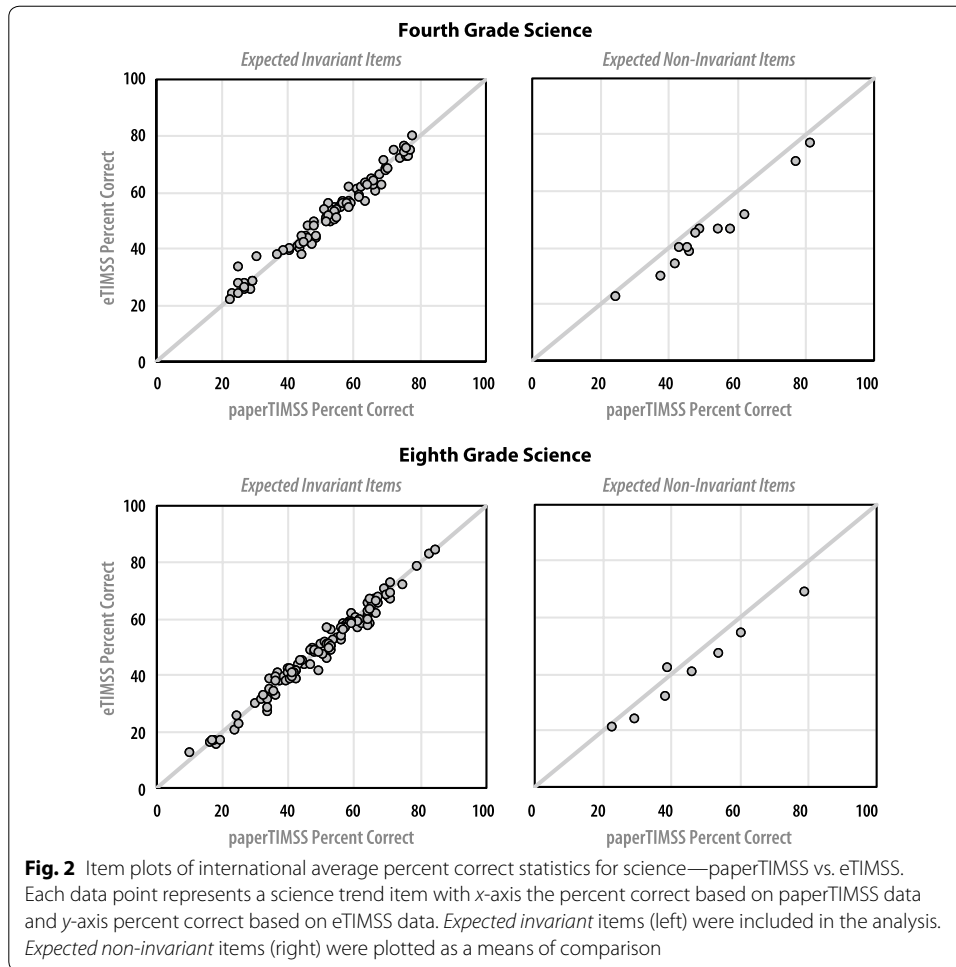 Fourth Grade Science
Expected Invariant Items
Expected Non-Invariant Items
100
80
60
40
20
0
eTIMSS Percent Correct
0 20 40 60 80 100
0 20 40 60 80 100
paperTIMSS Percent Correct
paperTIMSS Percent Correct
Eighth Grade Science
Expected Invariant Items
Expected Non-Invariant Items
100
80
60
40
20
0
eTIMSS Percent Correct
0 20 40 60 80 100
0 20 40 60 80 100
paperTIMSS Percent Correct
paperTIMSS Percent Correct
Fig. 2 Item plots of international average percent correct statistics for science—paperTIMSS vs. eTIMSS.
Each data point represents a science trend item with x-axis the percent correct based on paperTIMSS data
and y-axis percent correct based on eTIMSS data. Expected invariant items (left) were included in the analysis.
Expected non-invariant items (right) were plotted as a means of comparison